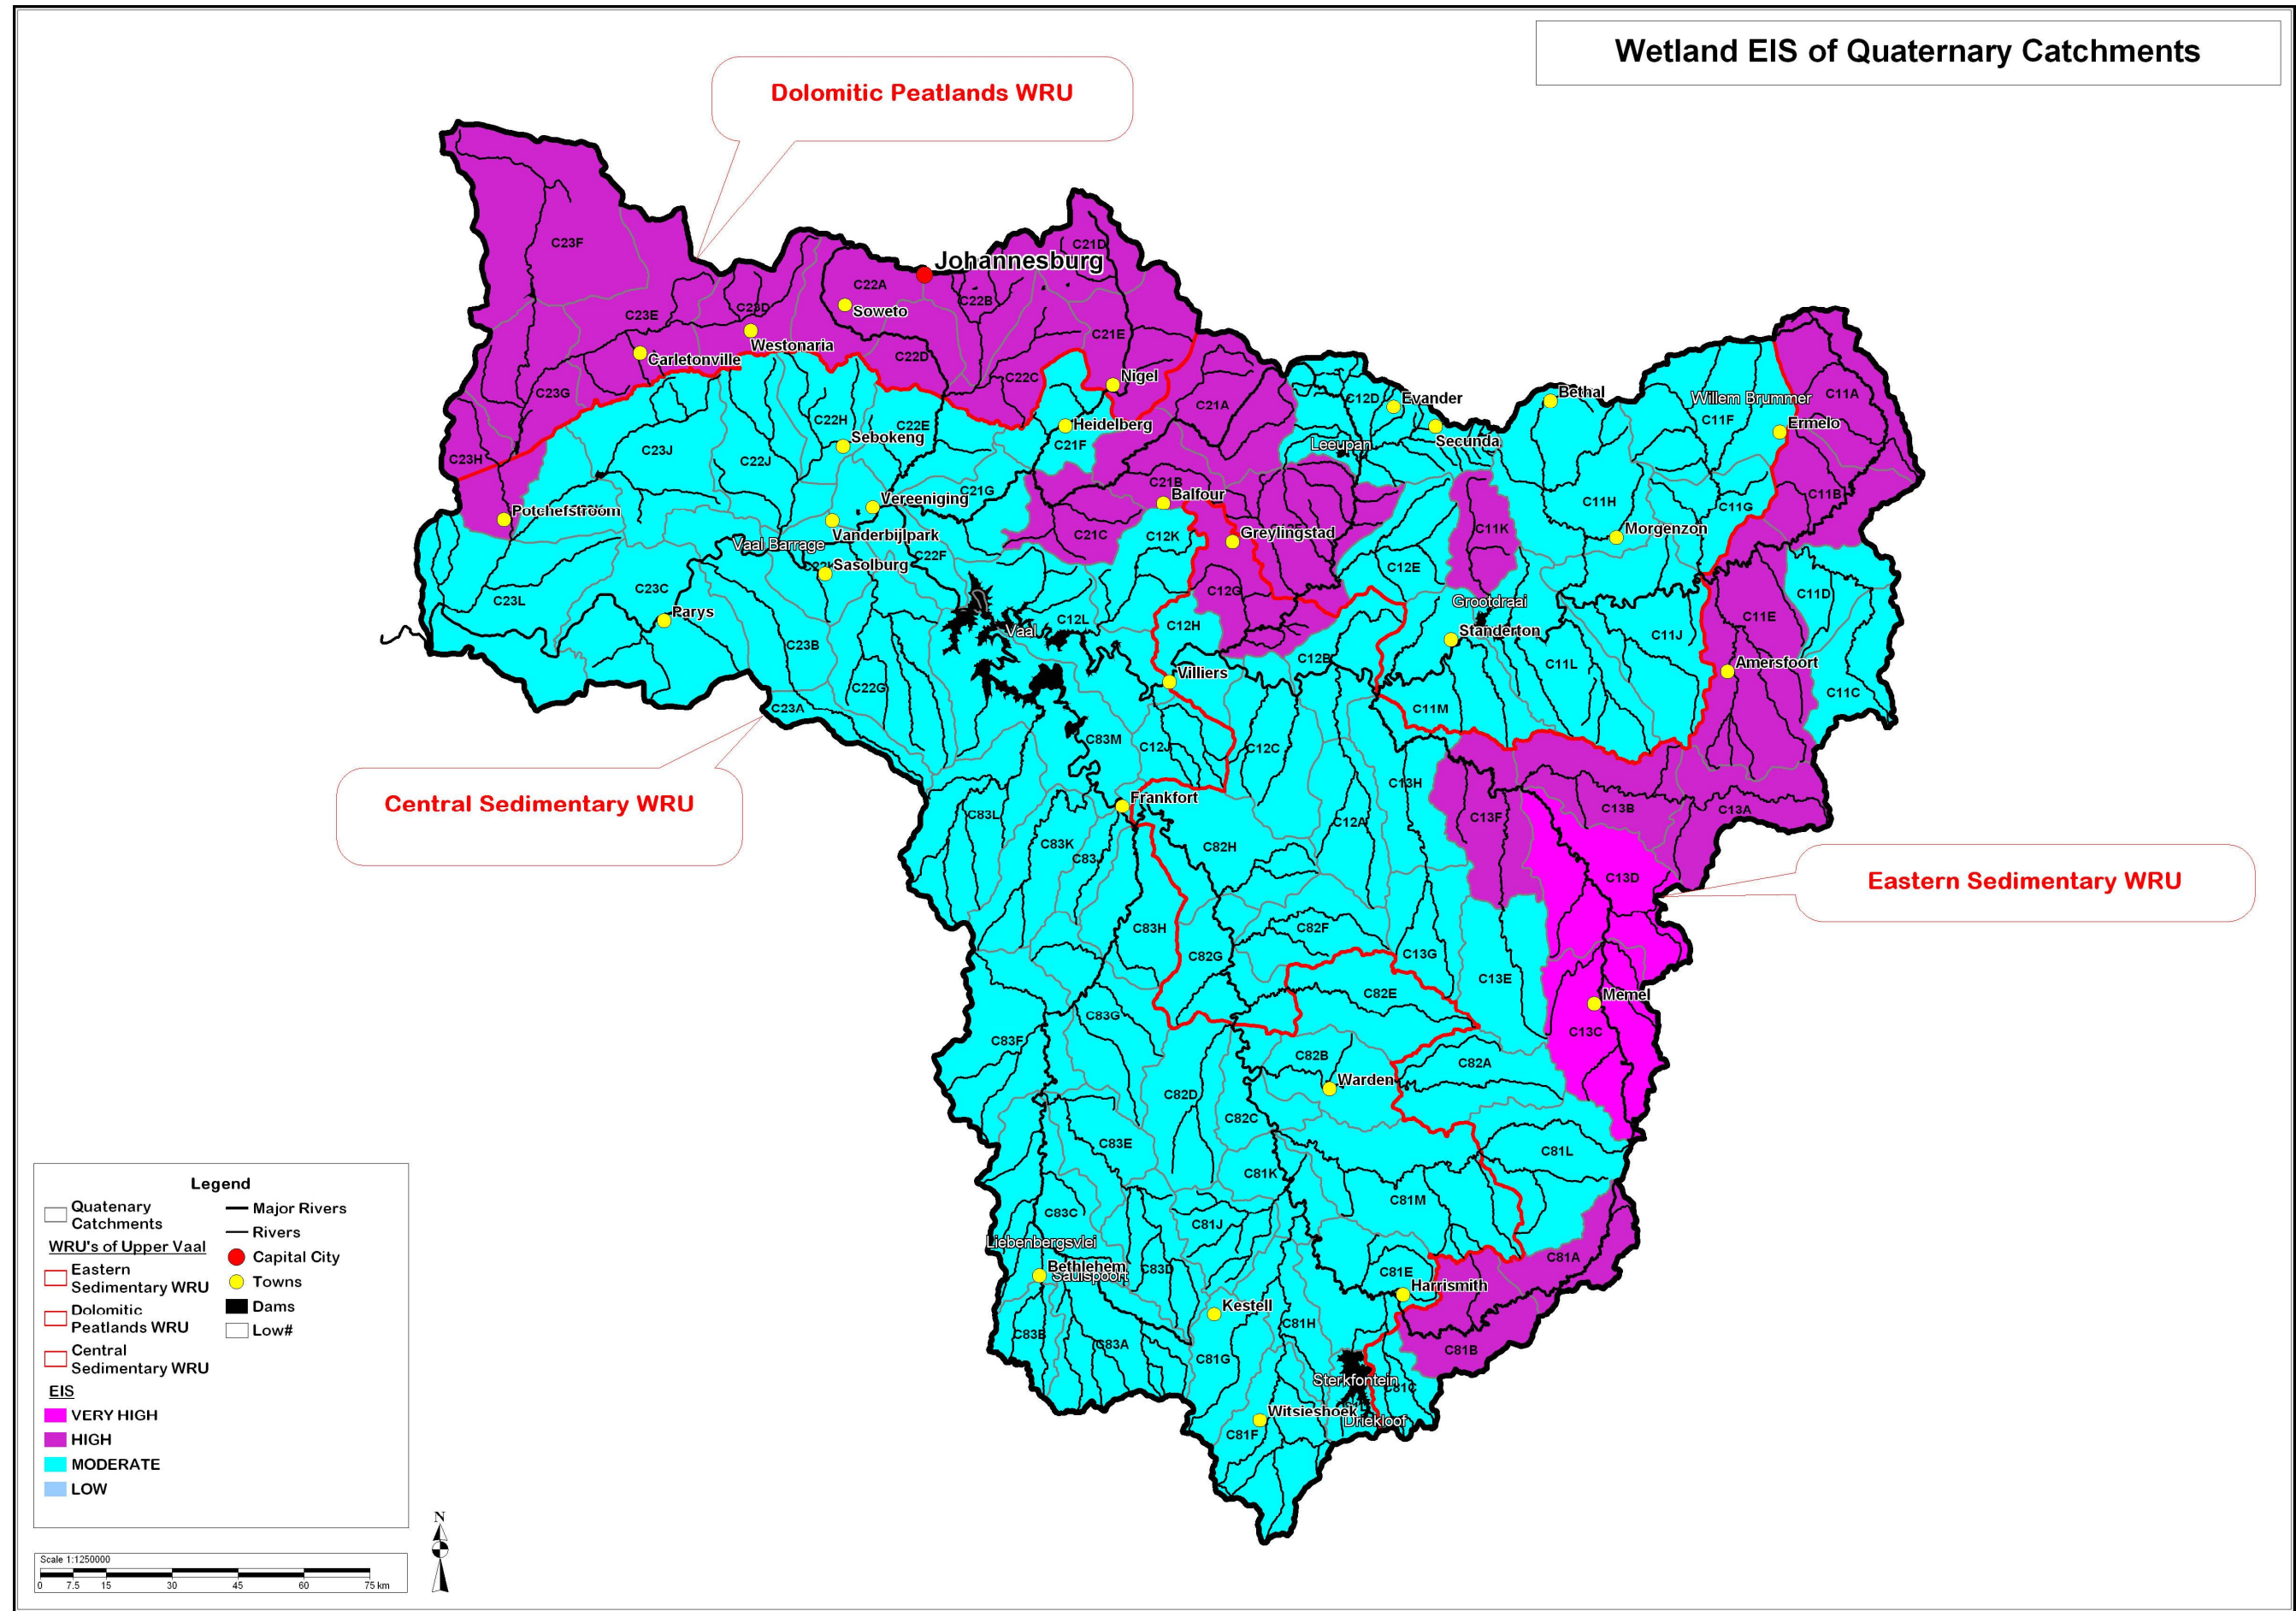 Wetland EIS of Quaternary Catchments
Dolomitic Peatlands WRU
C23F
C21D
Johannesburg
C22A
C22B
Soweto
C23D
C23E
C21E
Westonaria
Carletonville
C22D
C22C
Nigel
C23G
C21A
C12D
Evander
Bethal
Willem Brummer
C11A
C11F
Ermelo
Heidelberg
C22H
C22E
Sebokeng
C21F
Leeupan
Secunda
C23H
C23J
C22J
C21G
C21B
Balfour
C11B
C11H
C11G
Vereeningig
Potchefstroom
Vanderbijlpark
Vaal Barrage
C21C
C12K
Greylingstad
C11K
Morgenzon
C22F
Sasolburg
C12E
C23L
C23C
C12G
C11D
Grootdraai
Parys
Vaal
C12L
C12H
Standerton
C11E
C11J
C23B
C12B
C11L
Amersfoort
C22G
Villiers
C11C
C23A
C11M
C83M
C12J
C12C
C13H
Central Sedimentary WRU
Frankfort
C83L
C12A
C13F
C13B
C13A
C83K
C83J
C82H
C13D
Eastern Sedimentary WRU
C83H
C82F
C82G
C13G
C13E
C82E
Memel
C83G
C13C
C83F
C82B
C82A
Warden
C82D
C82C
C83E
C81L
C81K
C81M
C83C
C81J
Liebenbergsvlei
C81A
Bethlehem
Saulspoort
C83D
C81E
Harrismith
Kestell
C83B
C83A
C81H
C81G
C81B
Sterkfontein
C81C
Witsieshoek
Driekloof
C81F
Legend
Quatenary
Catchments
WRU's of Upper Vaal
Eastern
Sedimentary WRU
Dolomitic
Peatlands WRU
Central
Sedimentary WRU
EIS
VERY HIGH
HIGH
MODERATE
LOW
Major Rivers
Rivers
Capital City
Towns
Dams
Low#
N
Scale 1:1250000
0 7.5 15 30 45 60 75 km